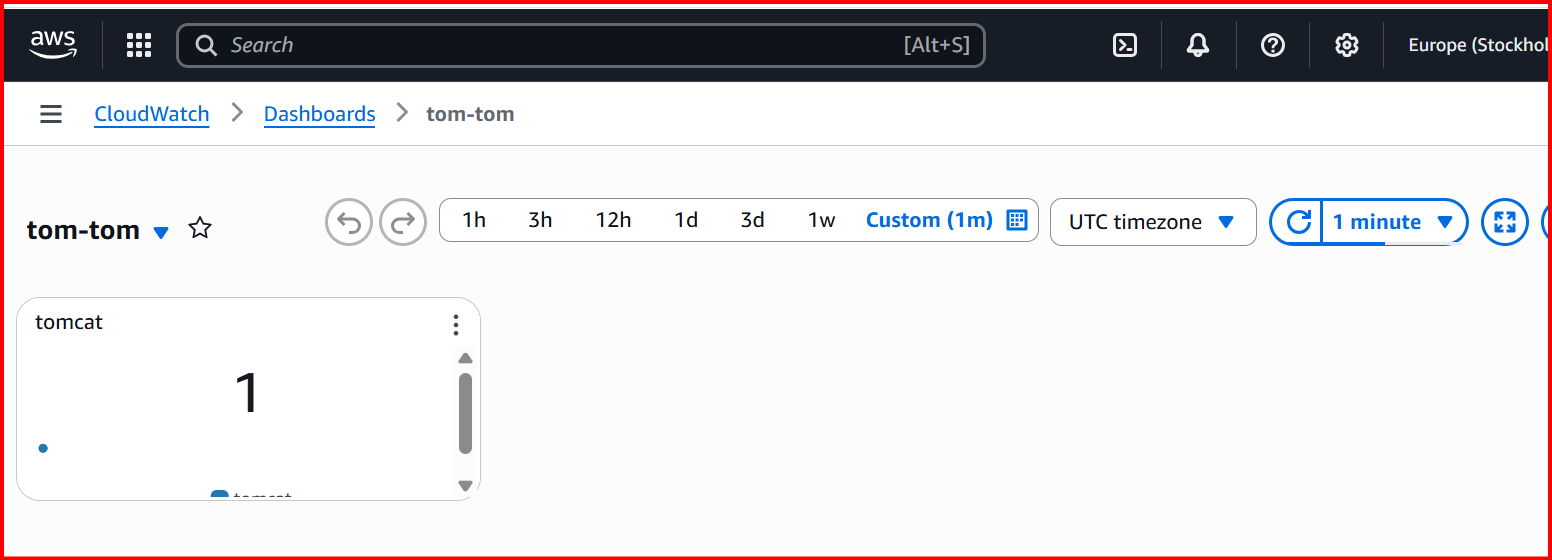 aws
Search [Alt+S]
Europe (Stockhol
CloudWatch > Dashboards > tom-tom
tom-tom
1h 3h 12h 1d 3d 1w Custom (1m)
UTC timezone
1 minute
tomcat
1
tomcat